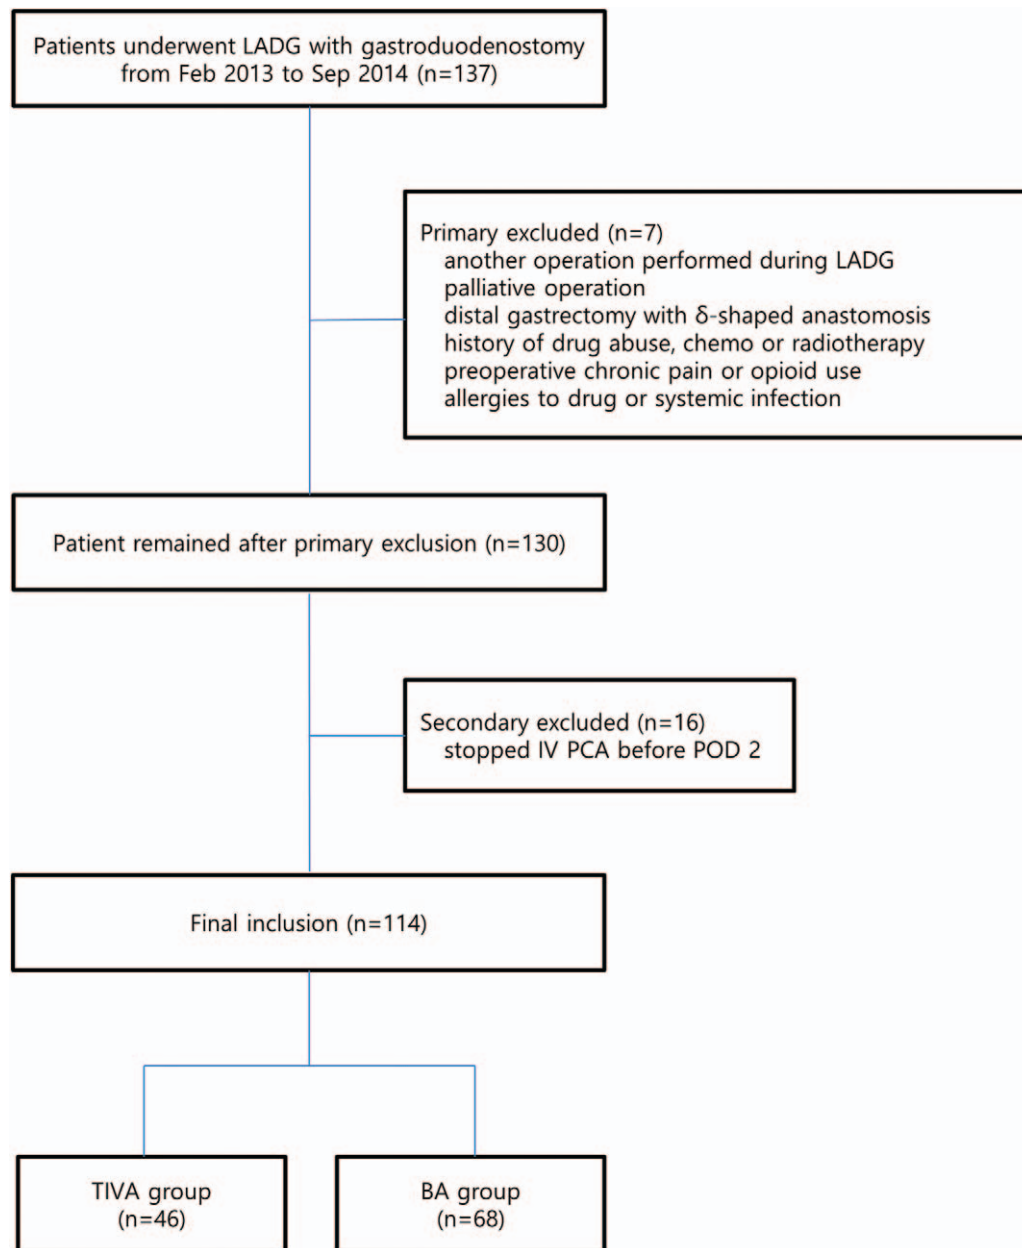 Patients underwent LADG with gastroduodenostomy
from Feb 2013 to Sep 2014 (n=137)
Primary excluded (n=7)
another operation performed during LADG
palliative operation
distal gastrectomy with δ-shaped anastomosis
history of drug abuse, chemo or radiotherapy
preoperative chronic pain or opioid use
allergies to drug or systemic infection
Patient remained after primary exclusion (n=130)
Secondary excluded (n=16)
stopped IV PCA before POD 2
Final inclusion (n=114)
TIVA group
(n=46)
BA group
(n=68)